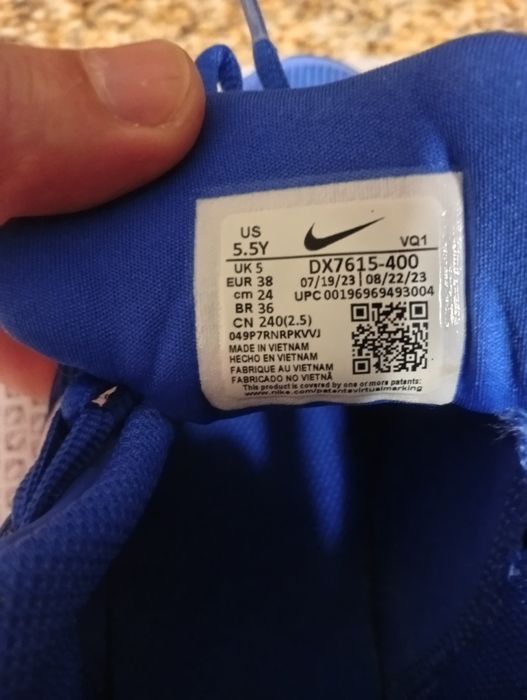 US
5.5Y
VQ1
UK 5
DX7615-400
EUR 38
07/19/23 | 08/22/23
cm 24
UPC 00196969493004
BR 36
CN 240(2.5)
049P7RNRPKVVJ
MADE IN VIETNAM
HECHO EN VIETNAM
FABRIQUE AU VIETNAM
FABRICADO NO VIETNÃ
This product is covered by one or more patents:
www.nike.com/patentsvirtualmarking